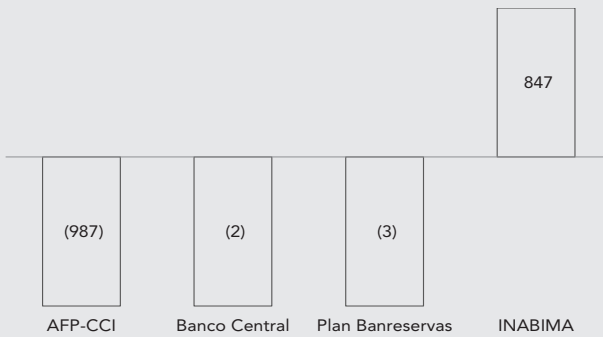 847
(987) (2) (3)
AFP-CCI Banco Central Plan Banreservas INABIMA